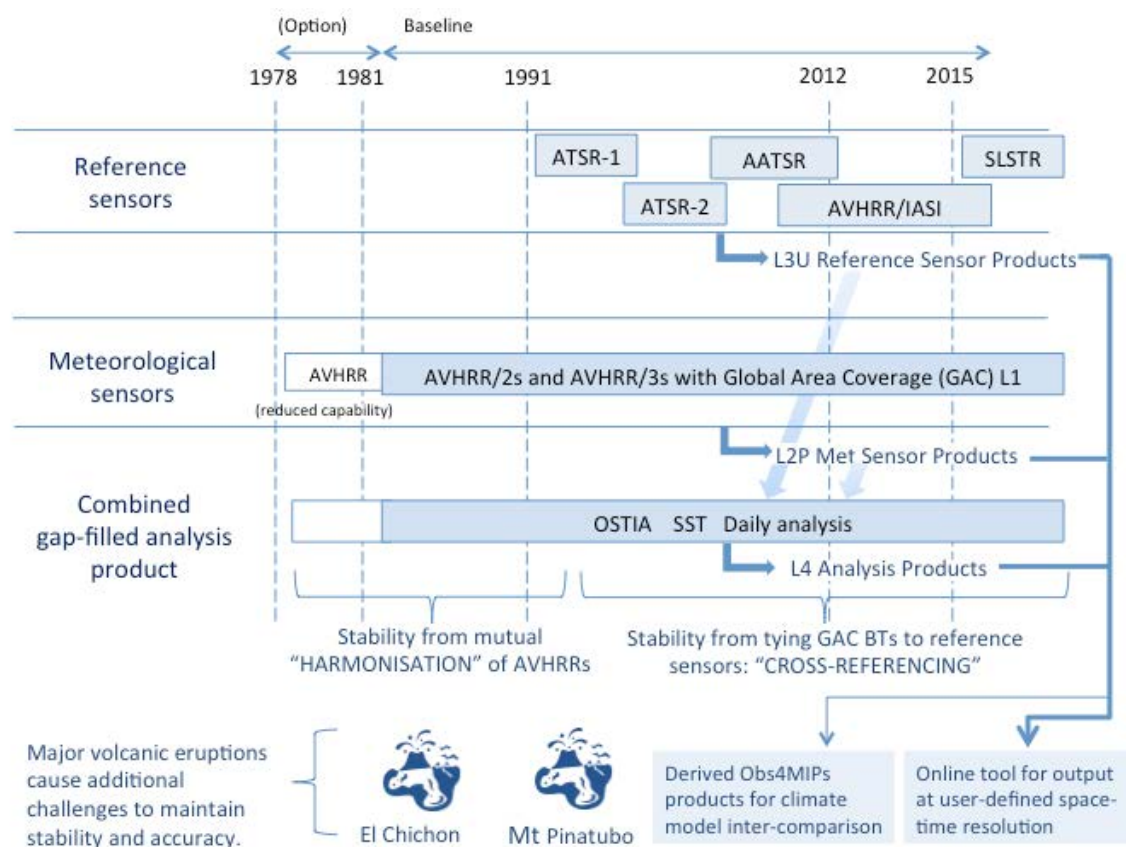 (Option)
Baseline
1978
1981
1991
2012
2015
Reference
sensors
ATSR-1
AATSR
SLSTR
ATSR-2
AVHRR/IASI
L3U Reference Sensor Products
Meteorological
sensors
AVHRR
(reduced capability)
AVHRR/2s and AVHRR/3s with Global Area Coverage (GAC) L1
L2P Met Sensor Products
Combined
gap-filled analysis
product
OSTIA SST Daily analysis
L4 Analysis Products
Stability from mutual
"HARMONISATION" of AVHRRs
Stability from tying GAC BTs to reference
sensors: "CROSS-REFERENCING"
Major volcanic eruptions
cause additional
challenges to maintain
stability and accuracy.
El Chichon
Mt Pinatubo
Derived Obs4MIPs
products for climate
model inter-comparison
Online tool for output
at user-defined space-
time resolution